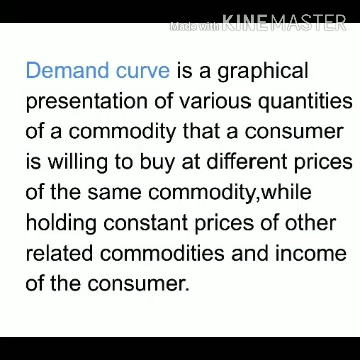 Made with KINEMASTER
Demand curve is a graphical
presentation of various quantities
of a commodity that a consumer
is willing to buy at different prices
of the same commodity,while
holding constant prices of other
related commodities and income
of the consumer.